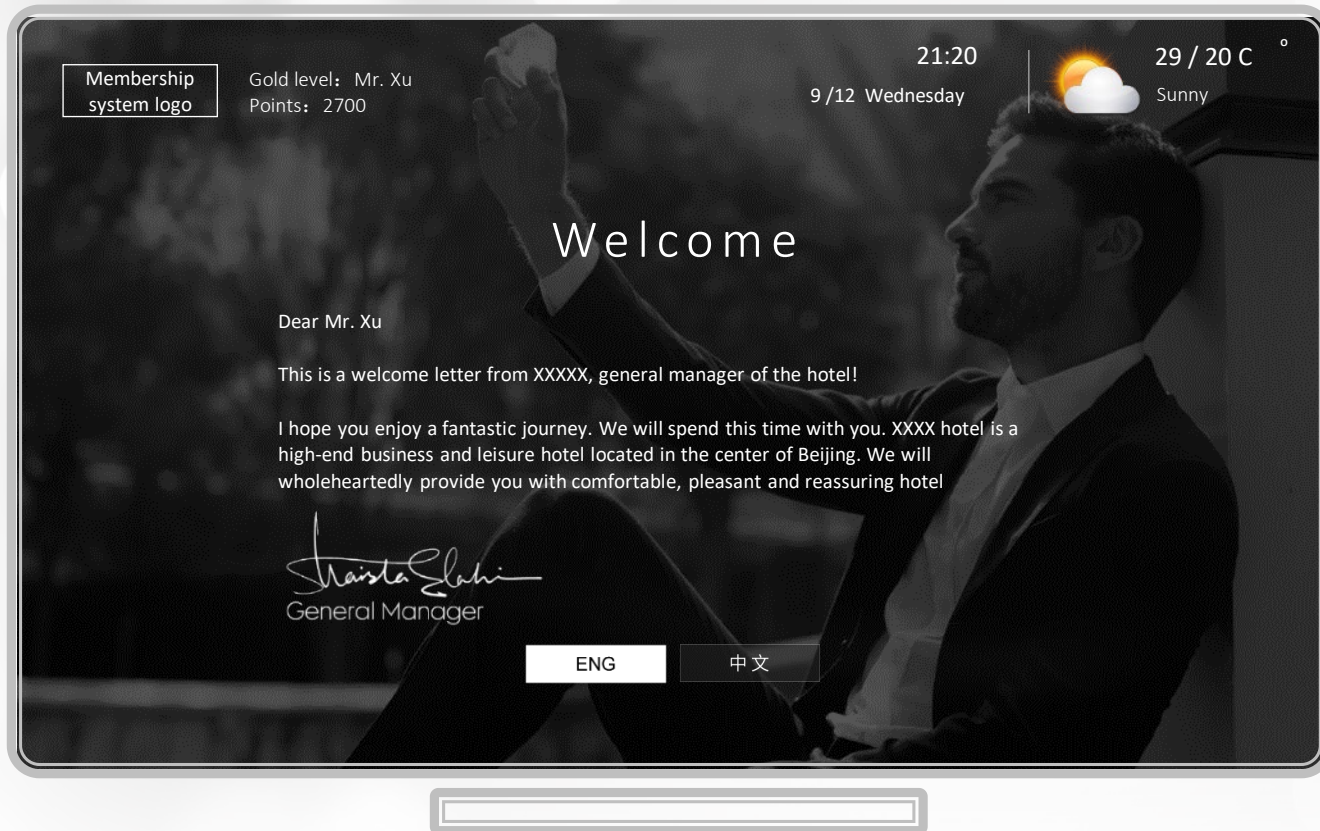 Membership
system logo
Gold level：Mr. Xu
Points：2700
21:20
9 /12 Wednesday
29 / 20 C °
Sunny
Welcome
Dear Mr. Xu
This is a welcome letter from XXXXX, general manager of the hotel!
I hope you enjoy a fantastic journey. We will spend this time with you. XXXX hotel is a
high-end business and leisure hotel located in the center of Beijing. We will
wholeheartedly provide you with comfortable, pleasant and reassuring hotel
General Manager
ENG
中文